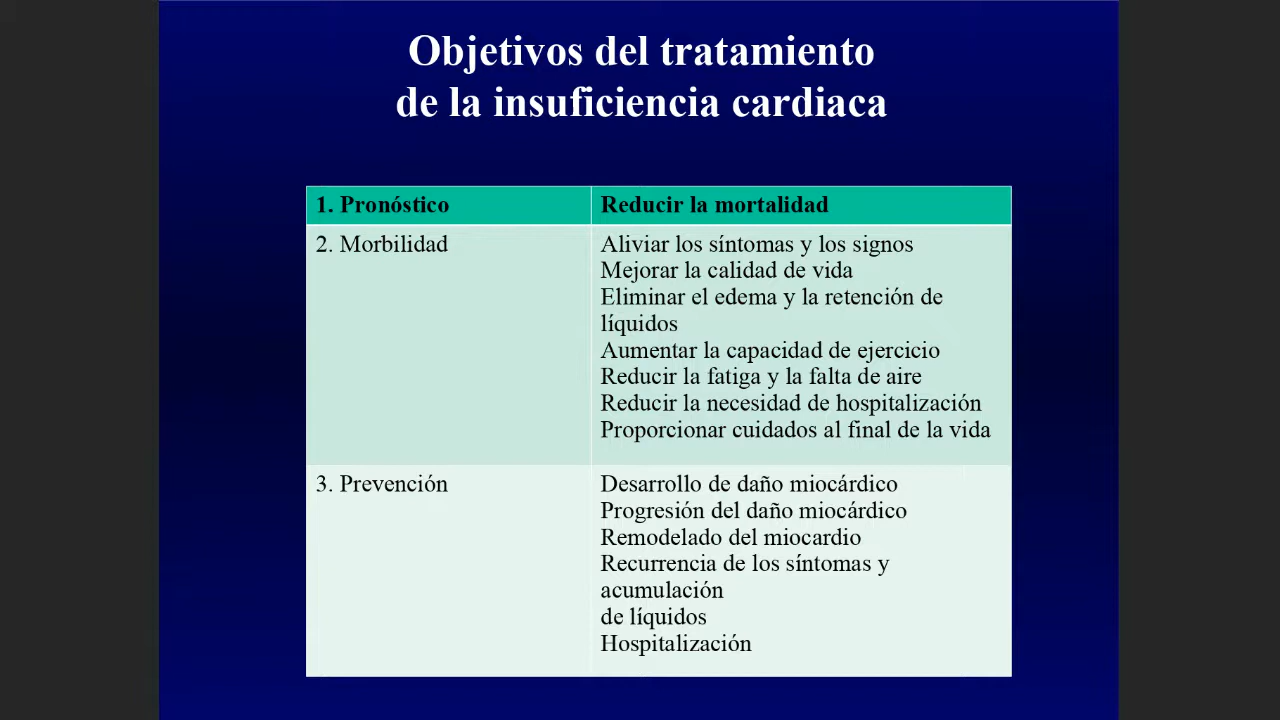 Objetivos del tratamiento
de la insuficiencia cardiaca
1. Pronóstico
Reducir la mortalidad
2. Morbilidad
Aliviar los síntomas y los signos
Mejorar la calidad de vida
Eliminar el edema y la retención de
líquidos
Aumentar la capacidad de ejercicio
Reducir la fatiga y la falta de aire
Reducir la necesidad de hospitalización
Proporcionar cuidados al final de la vida
3. Prevención
Desarrollo de daño miocárdico
Progresión del daño miocárdico
Remodelado del miocardio
Recurrencia de los síntomas y
acumulación
de líquidos
Hospitalización